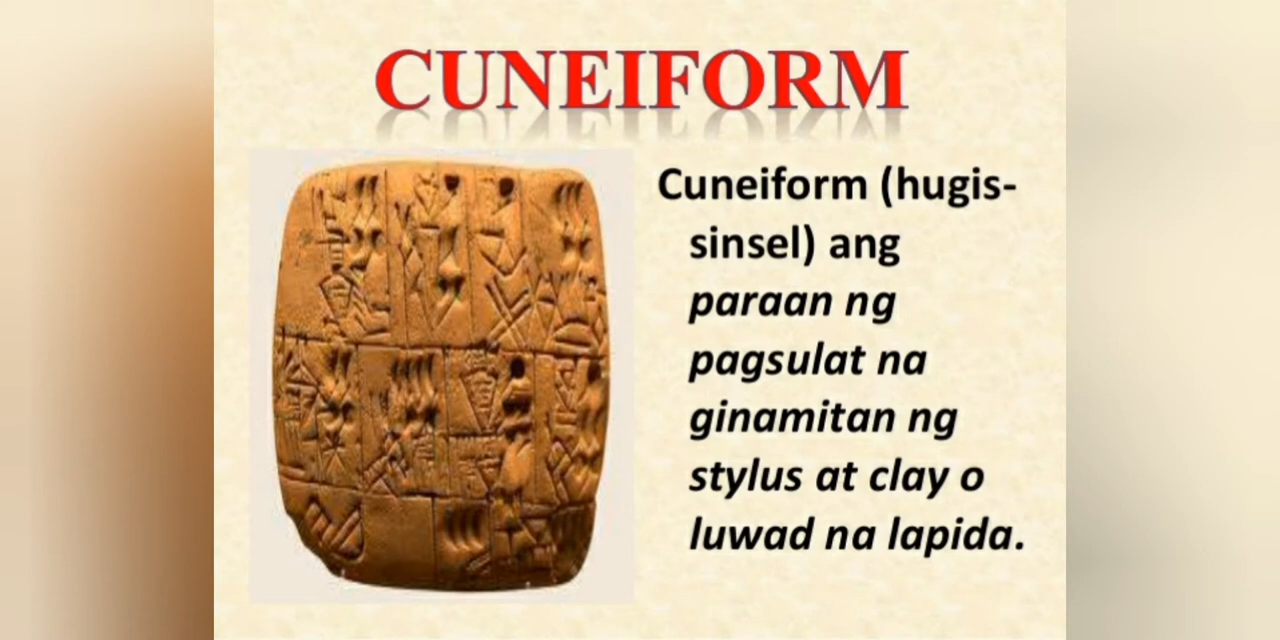 CUNEIFORM
Cuneiform (hugis-
sinsel) ang
paraan ng
pagsulat na
ginamitan ng
stylus at clay o
luwad na lapida.